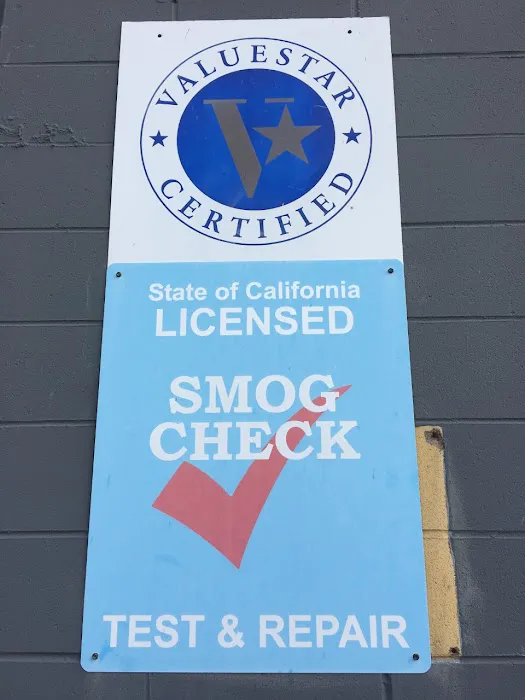 VALUESTAR
V
CERTIFIED
State of California
LICENSED
SMOG
CHECK
TEST & REPAIR